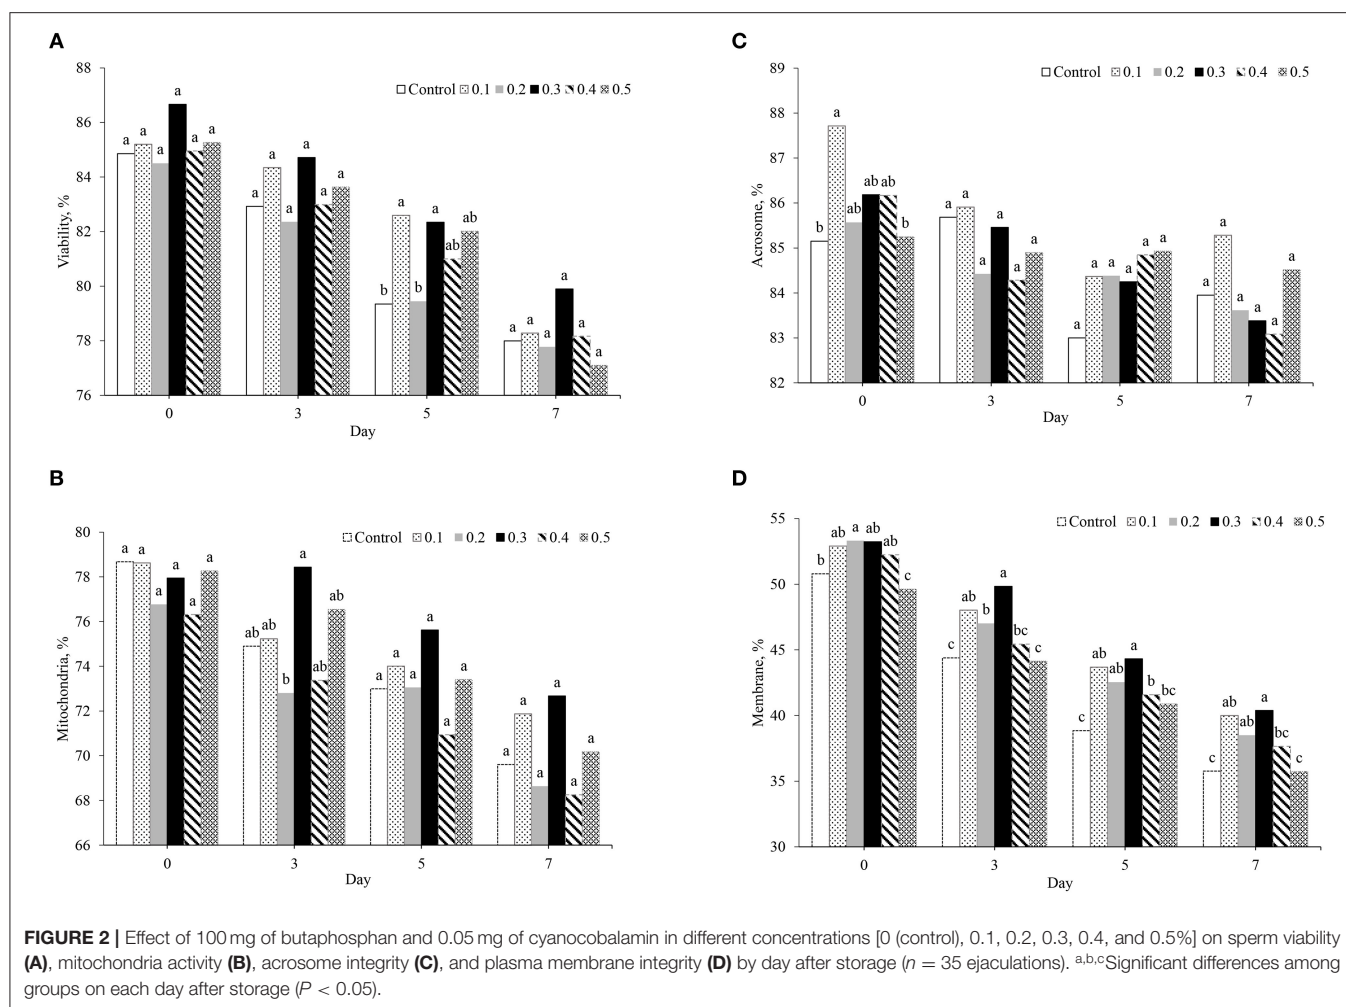 A
Viability, %
88
86
84
82
80
78
76
Control 0.1 0.2 0.3 0.4 0.5
a a a a a a
a a a a a a
b a b a ab ab
a a a a a a
0 3 5 7
Day
C
Acrosome, %
89
88
87
86
85
84
83
82
Control 0.1 0.2 0.3 0.4 0.5
b a ab ab ab b
a a a a a a
a a a a a a
a a a a a a
0 3 5 7
Day
B
Mitochondria, %
80
78
76
74
72
70
68
66
Control 0.1 0.2 0.3 0.4 0.5
a a a a a a
ab ab b a ab ab
a a a a a a
a a a a a a
0 3 5 7
Day
D
Membrane, %
55
50
45
40
35
30
Control 0.1 0.2 0.3 0.4 0.5
b ab a ab ab c
c ab b a bc c
c ab ab a b bc
c ab ab a bc c
0 3 5 7
Day
FIGURE 2 | Effect of 100 mg of butaphosphan and 0.05 mg of cyanocobalamin in different concentrations [0 (control), 0.1, 0.2, 0.3, 0.4, and 0.5%] on sperm viability
(A), mitochondria activity (B), acrosome integrity (C), and plasma membrane integrity (D) by day after storage (n = 35 ejaculations). a,b,cSignificant differences among
groups on each day after storage (P < 0.05).